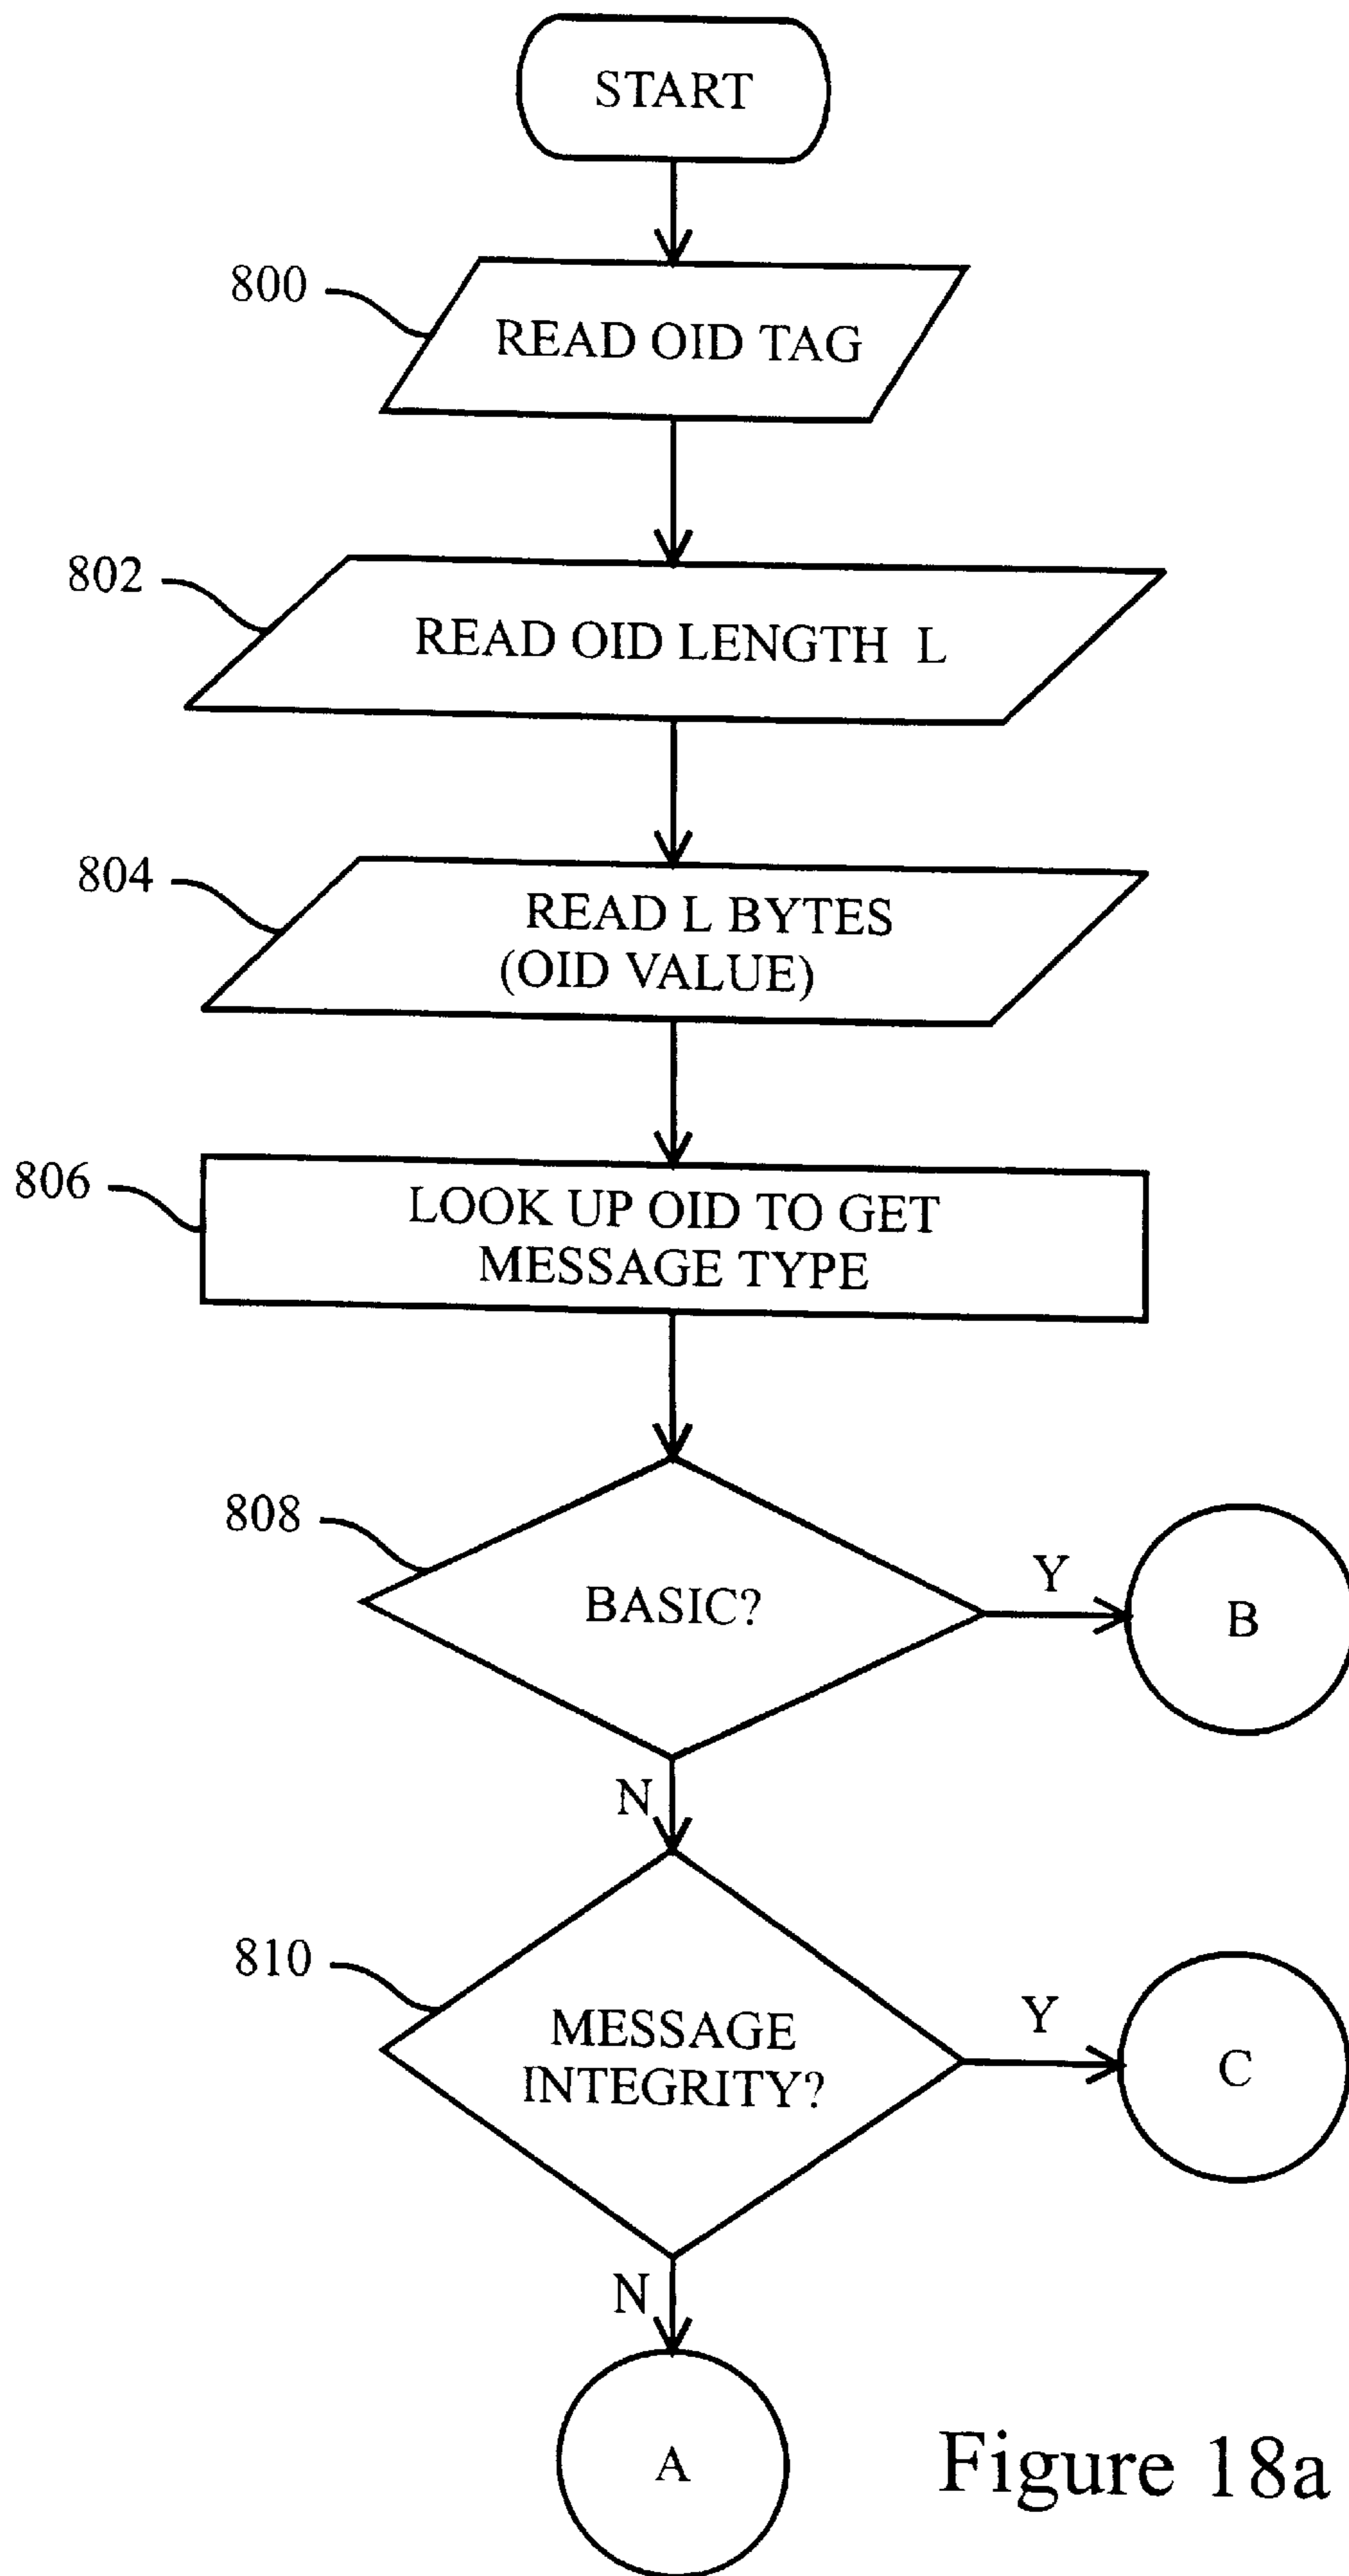 START
800
READ OID TAG
802
READ OID LENGTH L
804
READ L BYTES
(OID VALUE)
806
LOOK UP OID TO GET
MESSAGE TYPE
808
BASIC?
Y
B
N
810
MESSAGE
INTEGRITY?
Y
C
N
A
Figure 18a